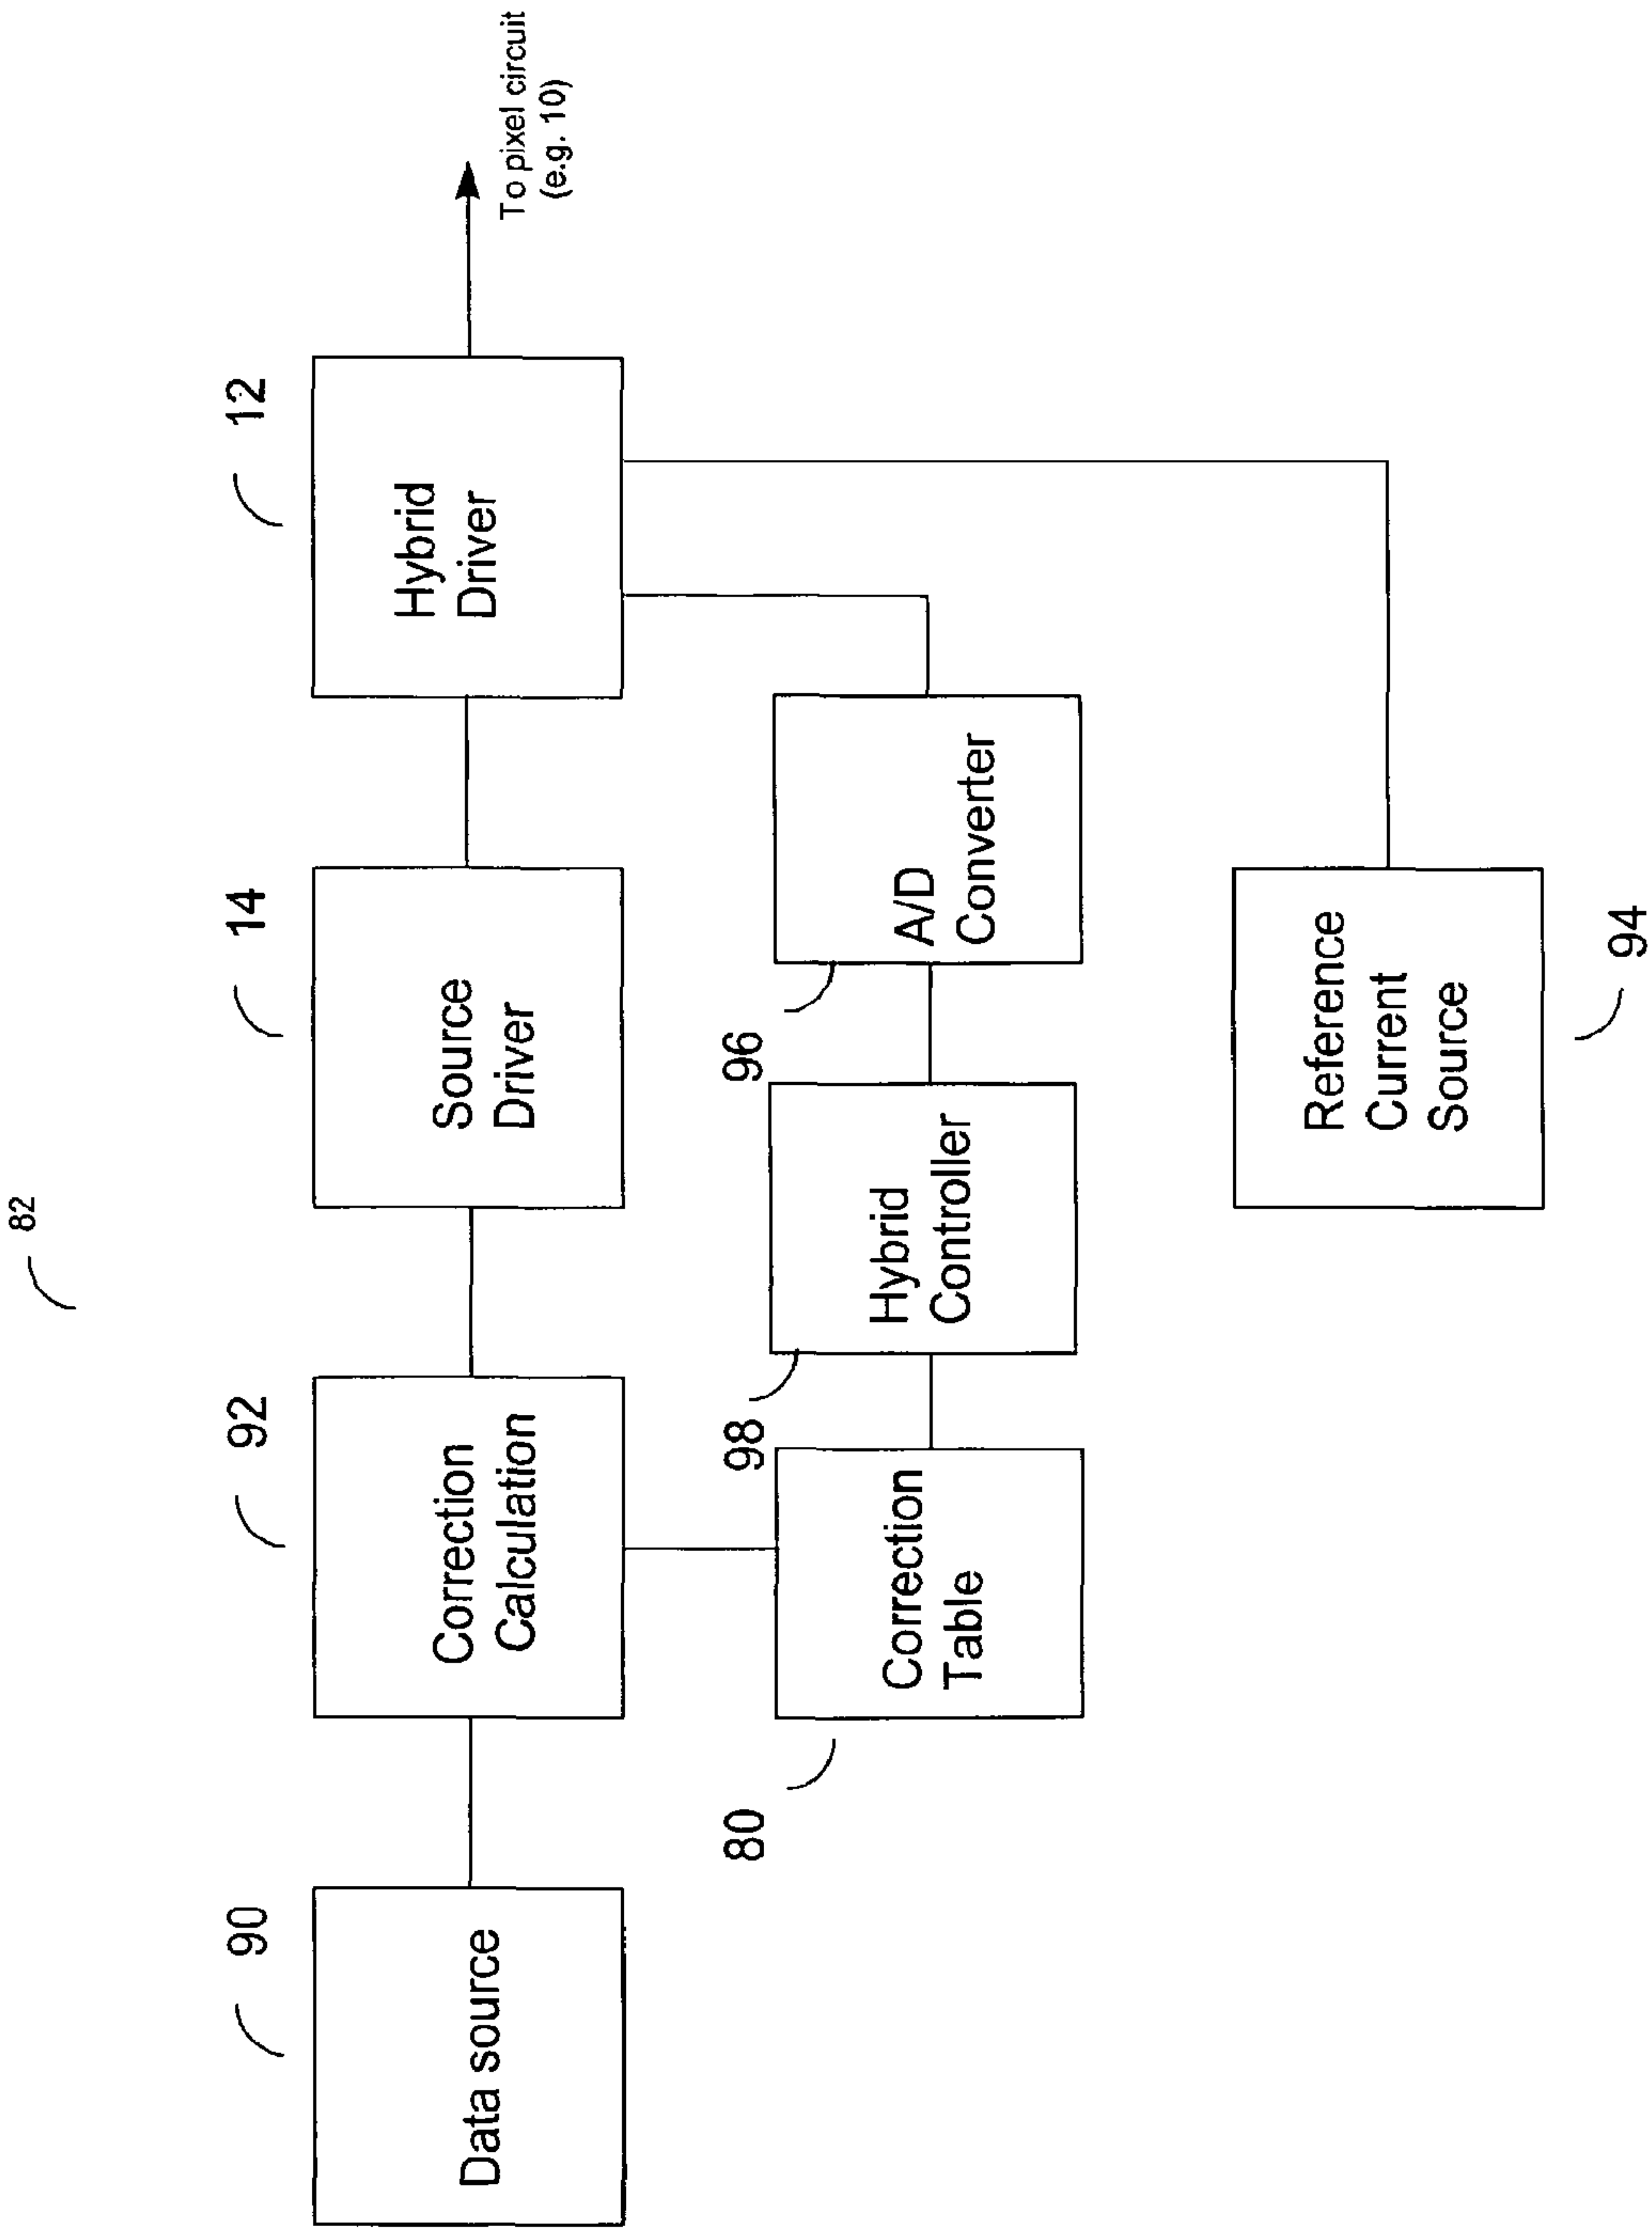 82
90
Data source
92
Correction
Calculation
14
Source
Driver
12
Hybrid
Driver
To pixel circuit
(e.g. 10)
80
Correction
Table
98
Hybrid
Controller
96
A/D
Converter
Reference
Current
Source
94